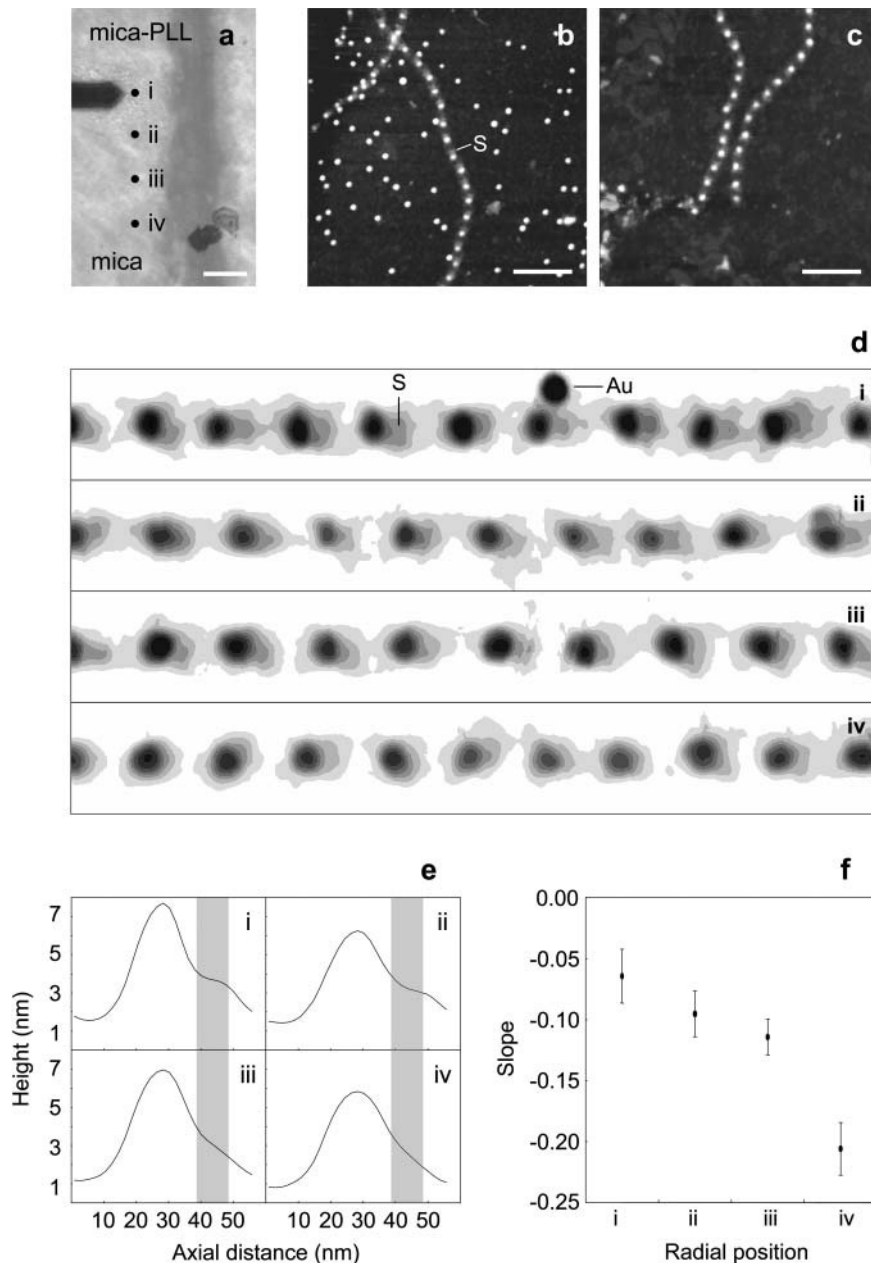 mica-PLL
a
i
ii
iii
iv
mica
b
S
c
d
S
Au
i
ii
iii
iv
e
7
5
3
1
i
ii
Height (nm)
7
5
3
1
iii
iv
10 20 30 40 50
10 20 30 40 50
Axial distance (nm)
f
0.00
-0.05
-0.10
-0.15
-0.20
-0.25
Slope
i ii iii iv
Radial position